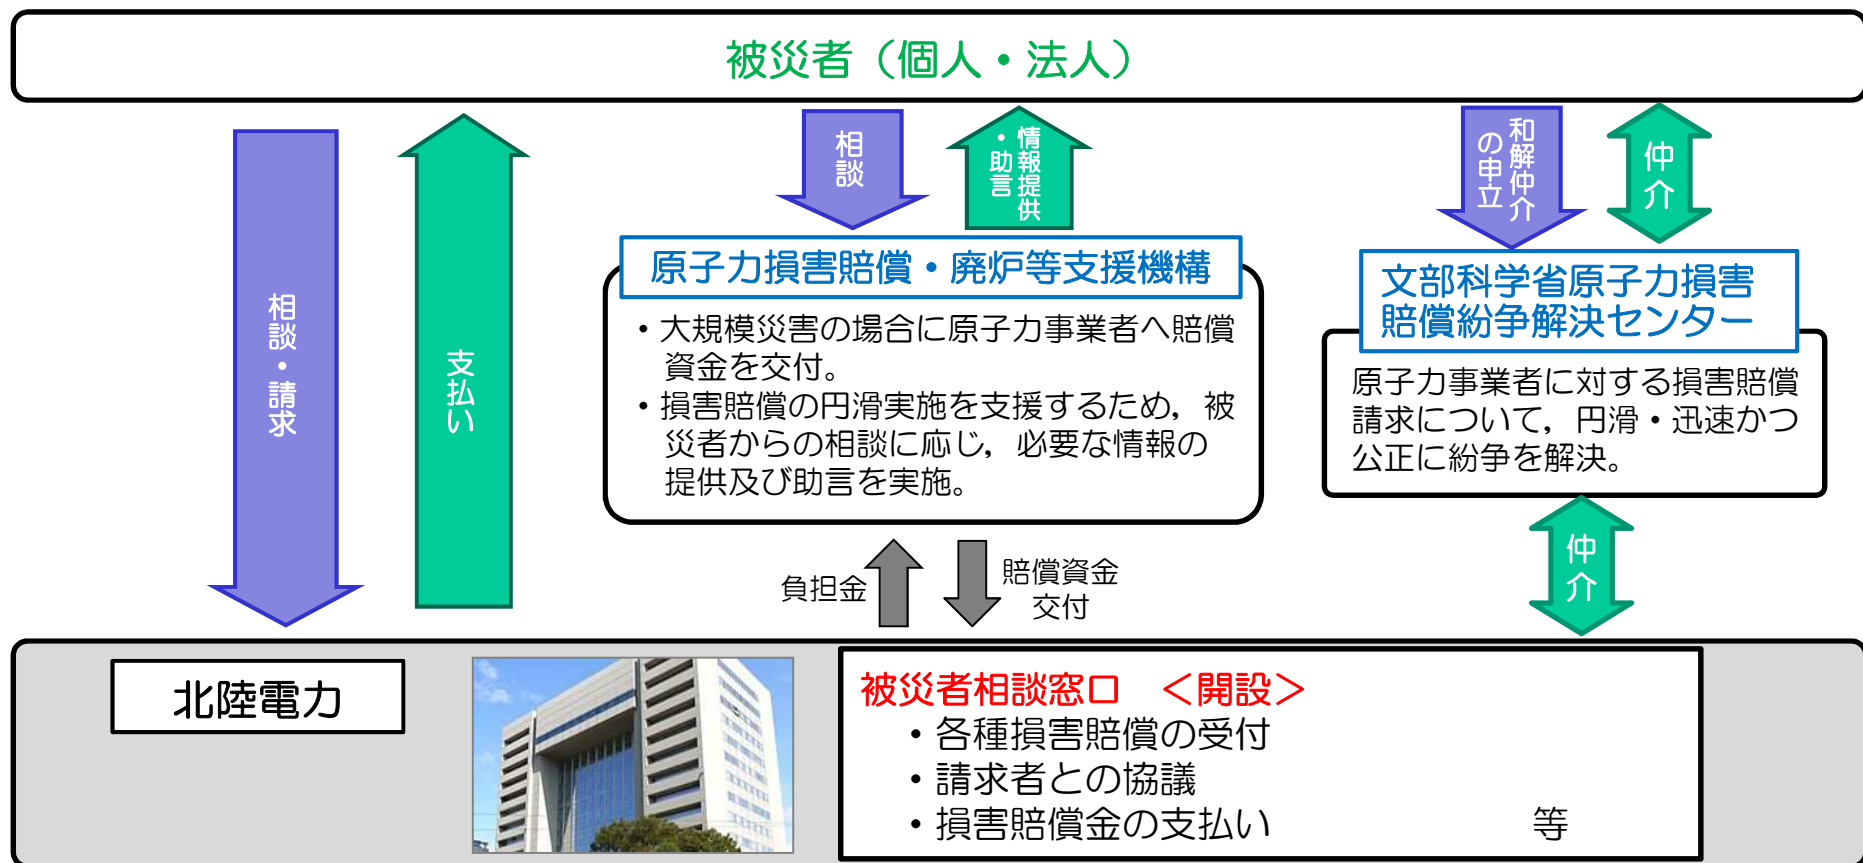 被災者（個人・法人）
相談・請求
支払い
相談
情報提供
・助言
和解仲介
の申立
仲介
原子力損害賠償・廃炉等支援機構
・大規模災害の場合に原子力事業者へ賠償
資金を交付。
・損害賠償の円滑実施を支援するため，被
災者からの相談に応じ，必要な情報の
提供及び助言を実施。
文部科学省原子力損害
賠償紛争解決センター
原子力事業者に対する損害賠償
請求について，円滑・迅速かつ
公正に紛争を解決。
負担金
賠償資金
交付
仲介
北陸電力
被災者相談窓口　＜開設＞
・各種損害賠償の受付
・請求者との協議
・損害賠償金の支払い　等